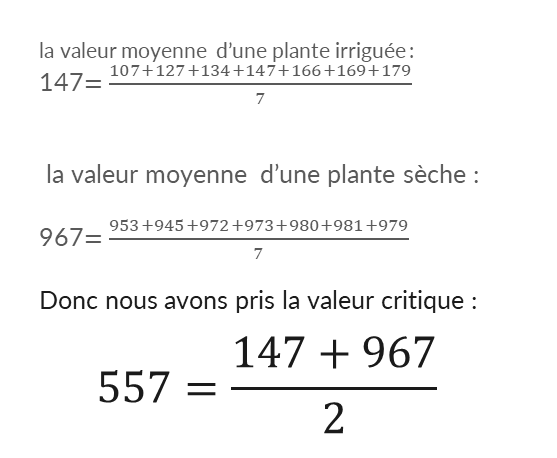 la valeur moyenne d'une plante irriguée :
147= 107+127+134+147+166+169+179
7
la valeur moyenne d'une plante sèche :
967= 953+945+972+973+980+981+979
7
Donc nous avons pris la valeur critique :
557 = 147 + 967
2